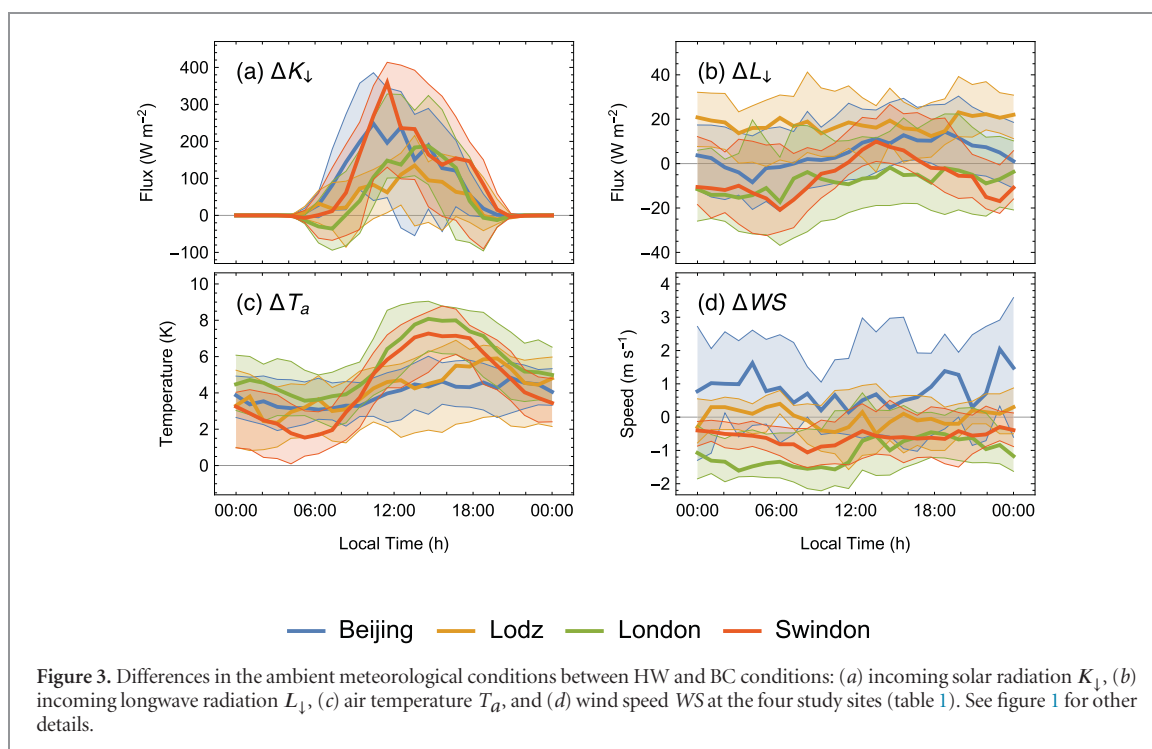 (a) ΔK↓
(b) ΔL↓
Flux (W m−2)
400
300
200
100
0
−100
Flux (W m−2)
40
20
0
−20
−40
(c) ΔTa
(d) ΔWS
Temperature (K)
10
8
6
4
2
0
Speed (m s−1)
4
3
2
1
0
−1
−2
00:00 06:00 12:00 18:00 00:00
00:00 06:00 12:00 18:00 00:00
Local Time (h)
Local Time (h)
Beijing Lodz London Swindon
Figure 3. Differences in the ambient meteorological conditions between HW and BC conditions: (a) incoming solar radiation K↓, (b)
incoming longwave radiation L↓, (c) air temperature Ta, and (d) wind speed WS at the four study sites (table 1). See figure 1 for other
details.